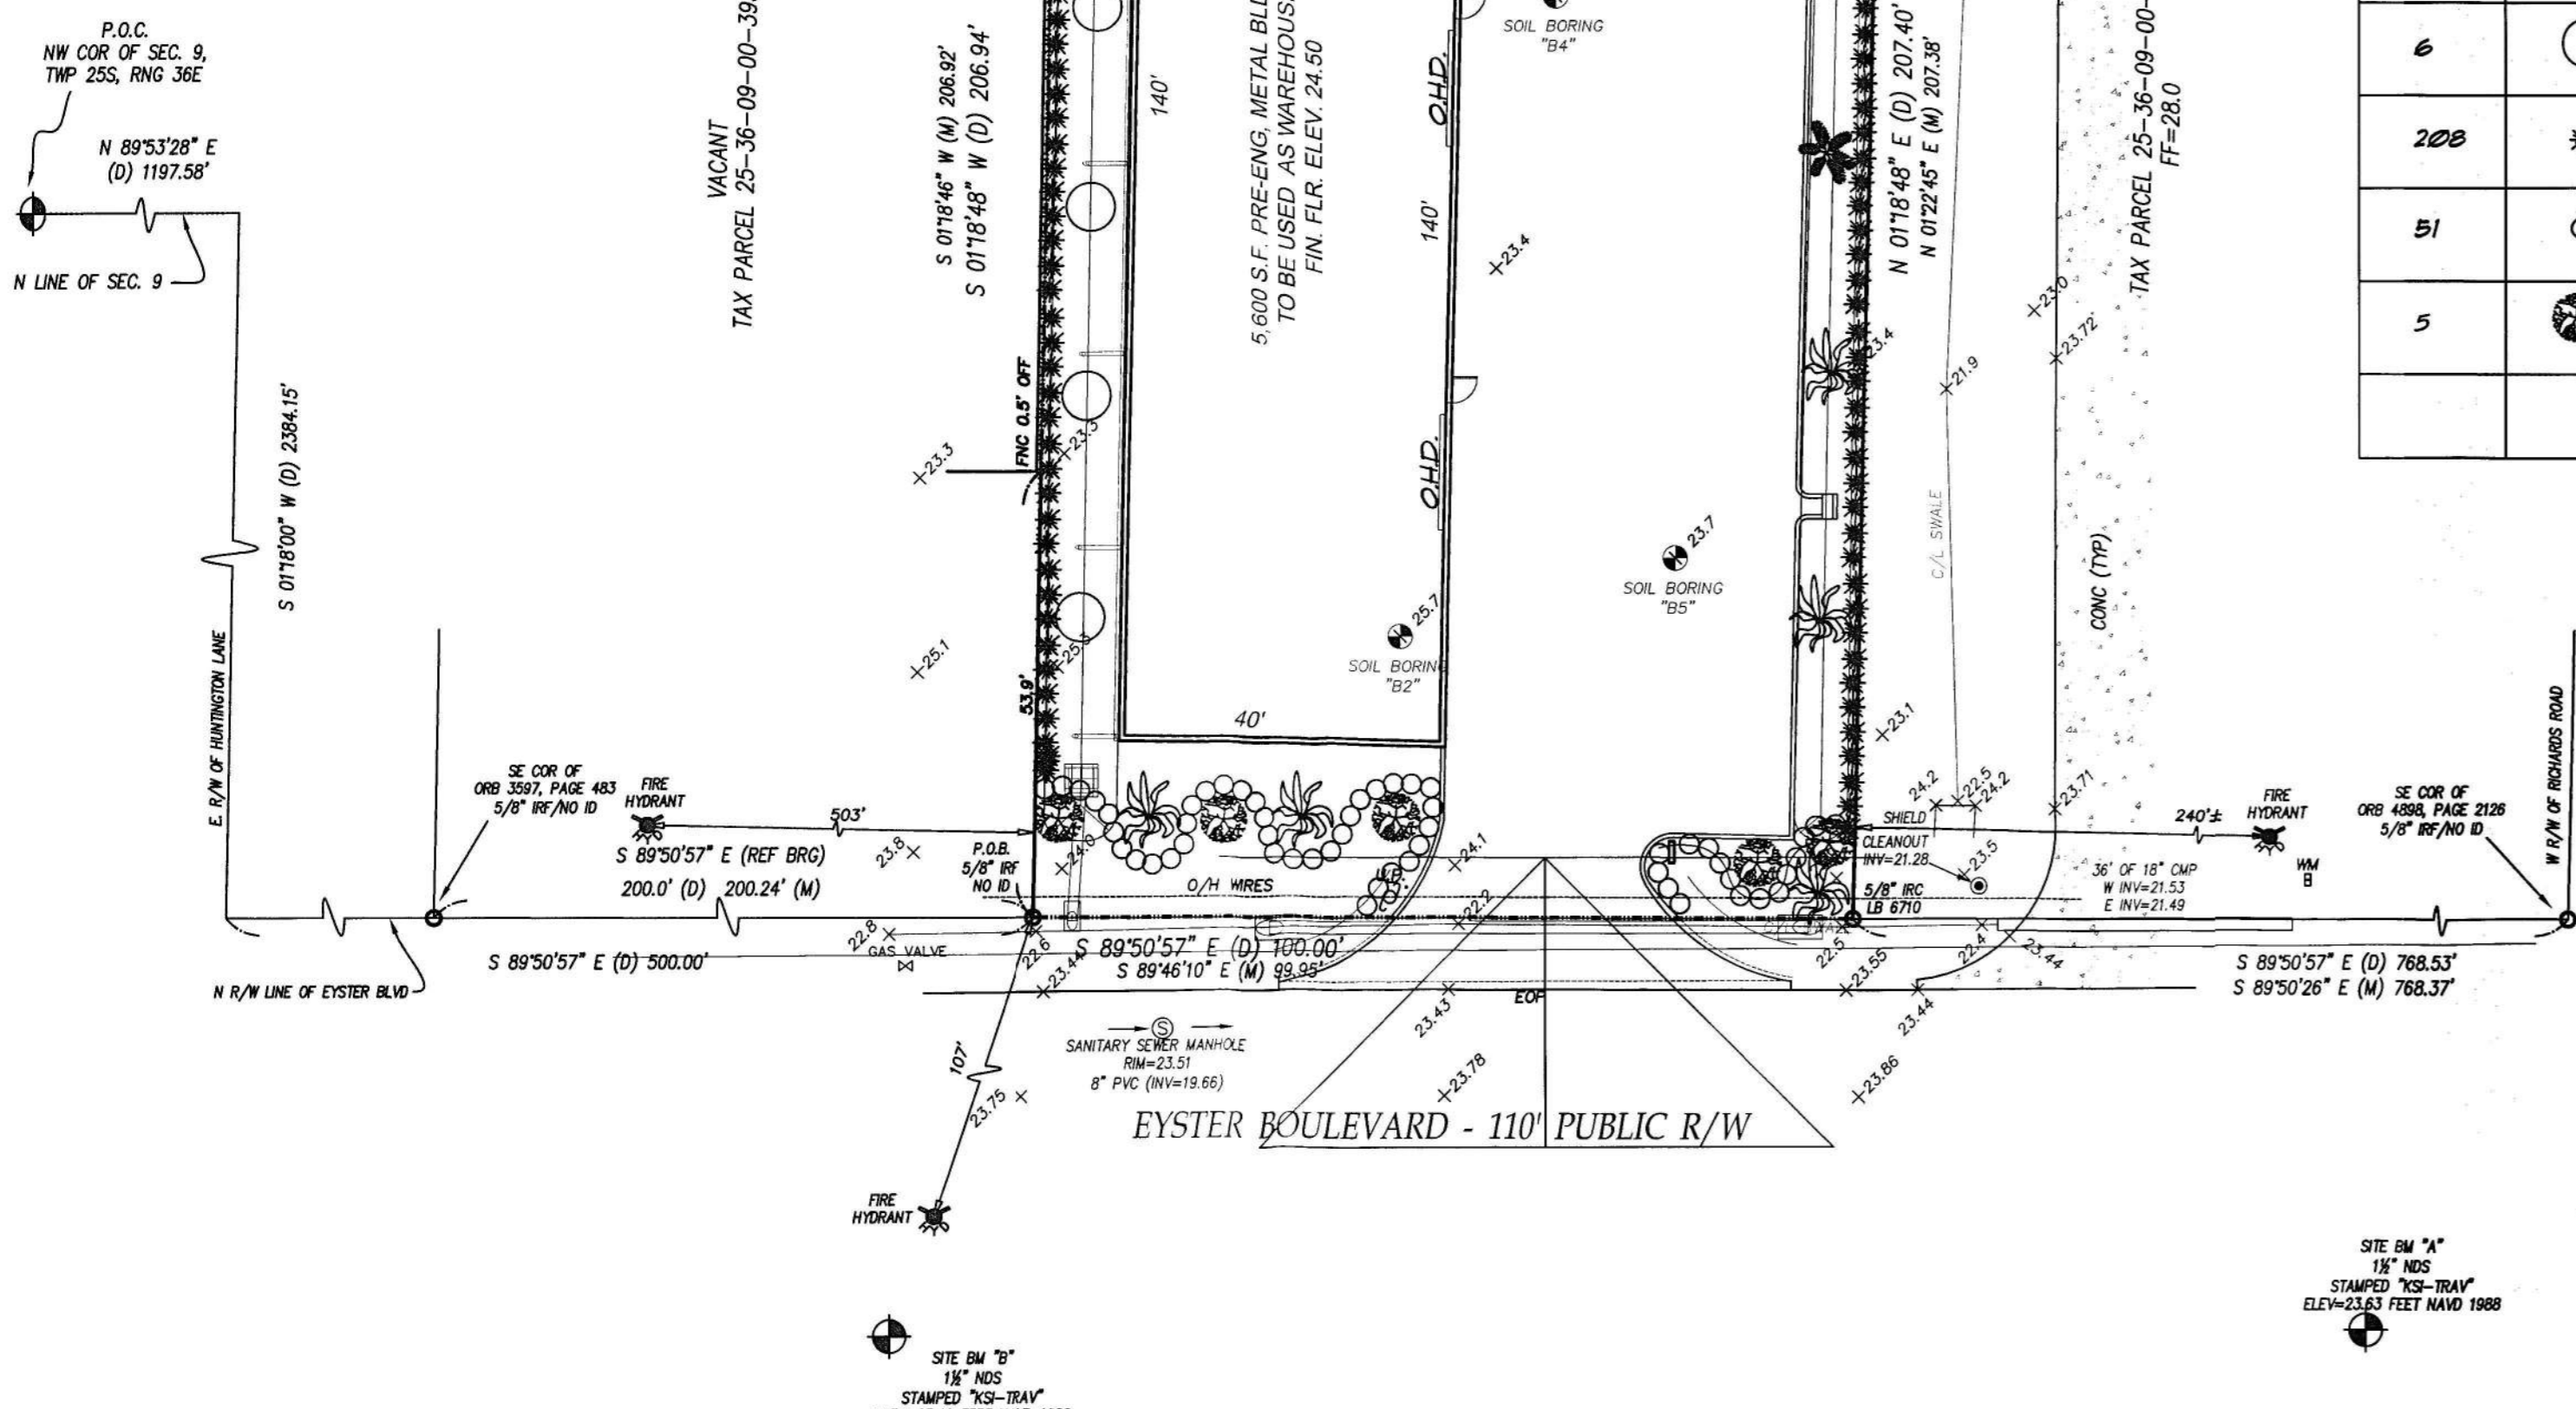 P.O.C.
NW COR OF SEC. 9,
TWP 25S, RNG 36E
N 89°53'28" E
(D) 1197.58'
N LINE OF SEC. 9
S 01°18'00" W (D) 2384.15'
E. R/W OF HUNTINGTON LANE
VACANT
TAX PARCEL 25-36-09-00-39
S 01°18'46" W (M) 206.92'
S 01°18'48" W (D) 206.94'
FNC 0.5' OFF
53.9'
140'
5,600 S.F. PRE-ENG, METAL
TO BE USED AS
FIN. FLR. ELEV. 24.50
140'
40'
O.H.D.
O.H.D.
SOIL BORING
"B4"
23.4
23.7
SOIL BORING
"B5"
25.7
SOIL BORING
"B2"
N 01°18'48" E (D) 207.40'
N 01°22'45" E (M) 207.38'
TAX PARCEL 25-36-09-00-
FF=28.0
23.0
23.72
23.4
21.9
C/L SWALE
CONC (TYP)
6
208
51
5
23.3
23.3
25.1
25.3
23.1
SE COR OF
ORB 3597, PAGE 483
5/8" IRF/NO ID
FIRE
HYDRANT
503'
S 89°50'57" E (REF BRG)
200.0' (D) 200.24' (M)
23.8
P.O.B.
5/8" IRF
NO ID
24.0
O/H WIRES
24.1
22.2
SHIELD
CLEANOUT
INV=21.28
5/8" IRC
LB 6710
24.2
22.5
24.2
23.71
23.5
36' OF 18" CMP
W INV=21.53
E INV=21.49
240'±
FIRE
HYDRANT
WM
SE COR OF
ORB 4898, PAGE 2126
5/8" IRF/NO ID
W R/W OF RICHARDS ROAD
22.8
GAS VALVE
22.6
23.44
S 89°50'57" E (D) 500.00'
N R/W LINE OF EYSTER BLVD
S 89°50'57" E (D) 100.00'
S 89°46'10" E (M) 99.95'
EOP
22.5
23.55
22.4
23.44
23.44
S 89°50'57" E (D) 768.53'
S 89°50'26" E (M) 768.37'
107'
23.75
SANITARY SEWER MANHOLE
S
RIM=23.51
8" PVC (INV=19.66)
23.43
23.78
23.86
EYSTER BOULEVARD - 110' PUBLIC R/W
FIRE
HYDRANT
SITE BM "A"
1½" NDS
STAMPED "KSI-TRAV"
ELEV=23.63 FEET NAVD 1988
SITE BM "B"
1½" NDS
STAMPED "KSI-TRAV"